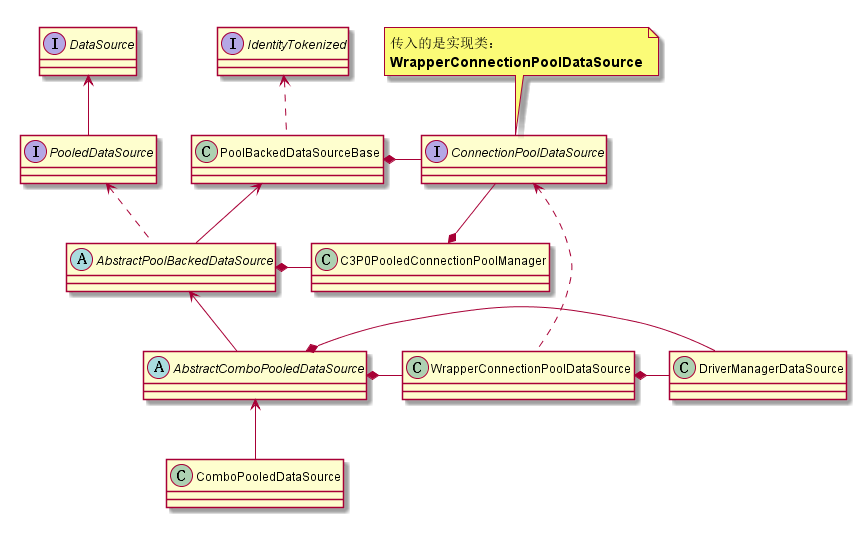 I DataSource
I IdentityTokenized
传入的是实现类：
WrapperConnectionPoolDataSource
I PooledDataSource
C PoolBackedDataSourceBase
I ConnectionPoolDataSource
A AbstractPoolBackedDataSource
C C3P0PooledConnectionPoolManager
A AbstractComboPooledDataSource
C WrapperConnectionPoolDataSource
C DriverManagerDataSource
C ComboPooledDataSource